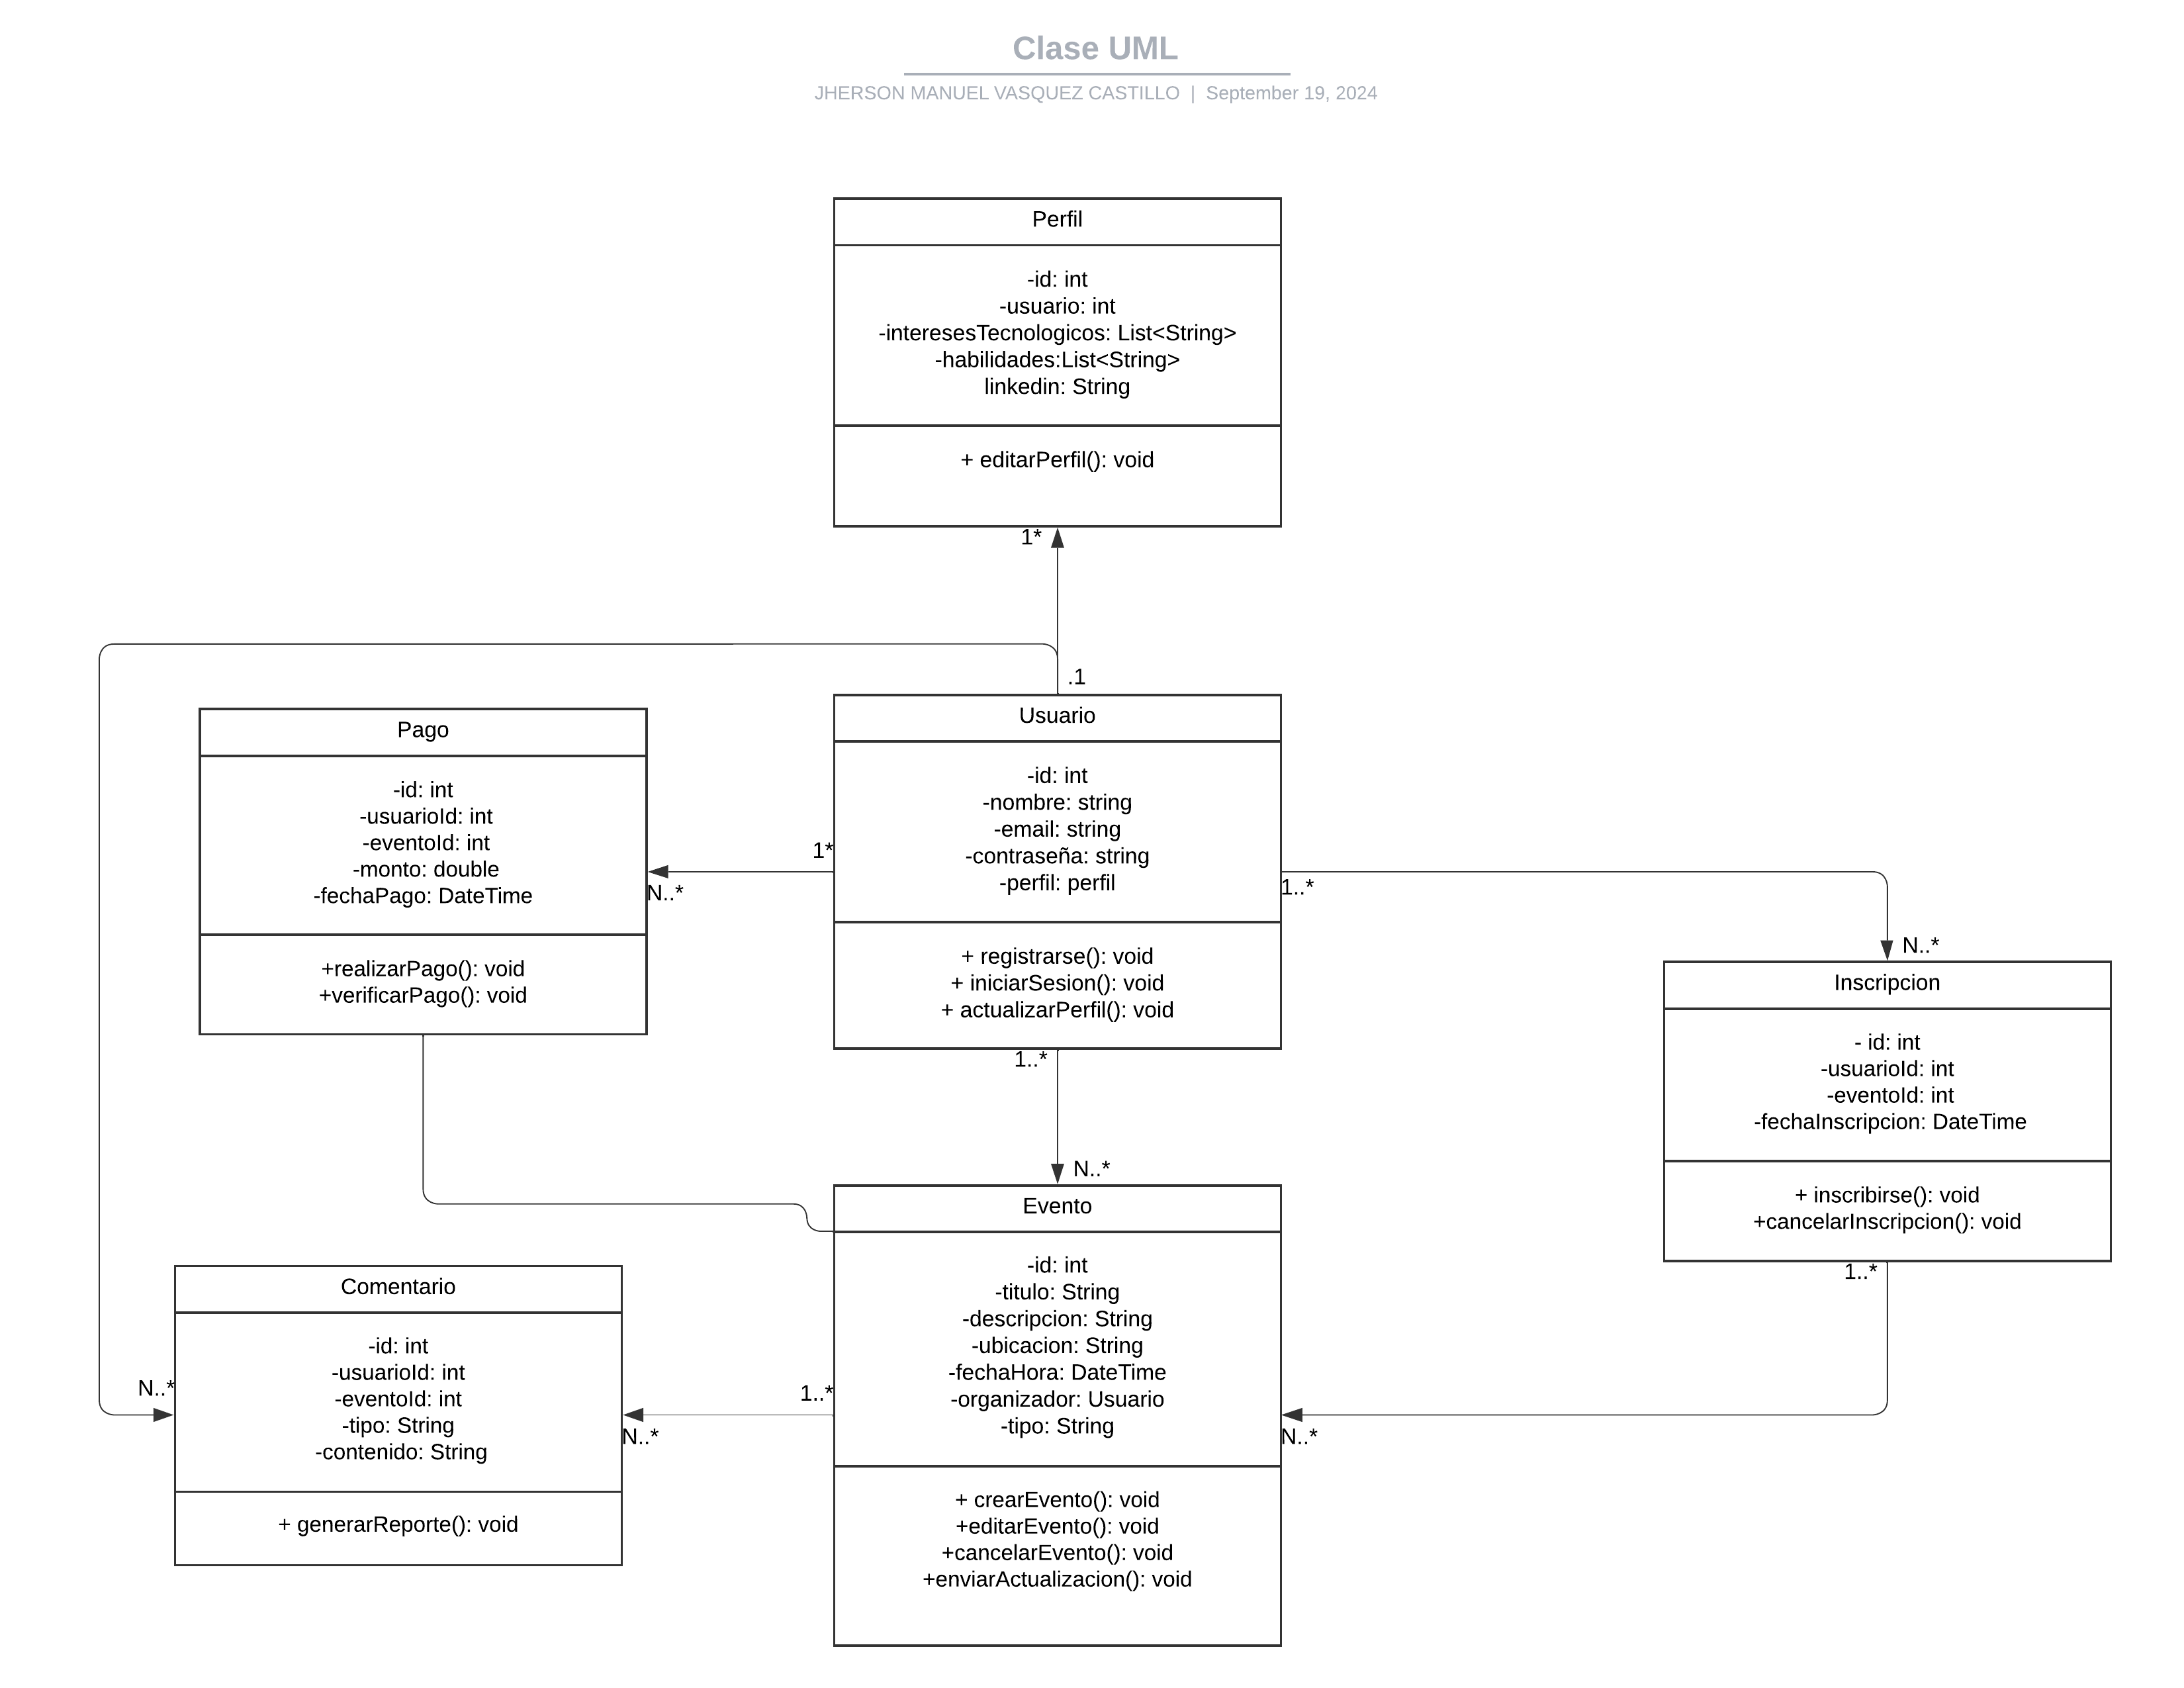 Clase UML
JHERSON MANUEL VASQUEZ CASTILLO | September 19, 2024
Perfil
-id: int
-usuario: int
-interesesTecnologicos: List<String>
-habilidades:List<String>
linkedin: String
+ editarPerfil(): void
1*
.1
Pago
-id: int
-usuarioId: int
-eventoId: int
-monto: double
-fechaPago: DateTime
+realizarPago(): void
+verificarPago(): void
1*
N..*
Usuario
-id: int
-nombre: string
-email: string
-contraseña: string
-perfil: perfil
+ registrarse(): void
+ iniciarSesion(): void
+ actualizarPerfil(): void
1..*
N..*
Inscripcion
- id: int
-usuarioId: int
-eventoId: int
-fechaInscripcion: DateTime
+ inscribirse(): void
+cancelarInscripcion(): void
1..*
1..*
N..*
Evento
-id: int
-titulo: String
-descripcion: String
-ubicacion: String
-fechaHora: DateTime
-organizador: Usuario
-tipo: String
+ crearEvento(): void
+editarEvento(): void
+cancelarEvento(): void
+enviarActualizacion(): void
N..*
Comentario
-id: int
-usuarioId: int
-eventoId: int
-tipo: String
-contenido: String
+ generarReporte(): void
N..*
1..*
N..*